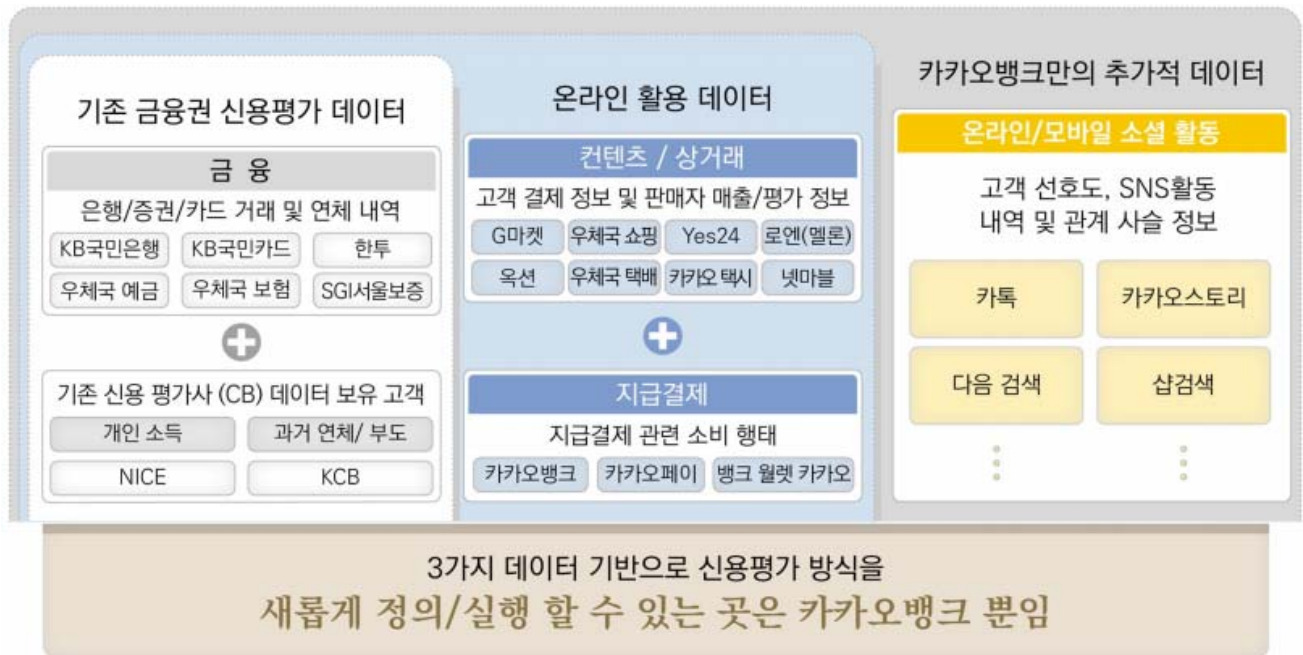 기존 금융권 신용평가 데이터
금 융
은행/증권/카드 거래 및 연체 내역
KB국민은행 KB국민카드 한투
우체국 예금 우체국 보험 SGI서울보증
기존 신용 평가사 (CB) 데이터 보유 고객
개인 소득 과거 연체/ 부도
NICE KCB
온라인 활용 데이터
컨텐츠 / 상거래
고객 결제 정보 및 판매자 매출/평가 정보
G마켓 우체국 쇼핑 Yes24 로엔(멜론)
옥션 우체국 택배 카카오 택시 넷마블
지급결제
지급결제 관련 소비 행태
카카오뱅크 카카오페이 뱅크 월렛 카카오
카카오뱅크만의 추가적 데이터
온라인/모바일 소셜 활동
고객 선호도, SNS활동
내역 및 관계 사슬 정보
카톡 카카오스토리
다음 검색 샵검색
3가지 데이터 기반으로 신용평가 방식을
새롭게 정의/실행 할 수 있는 곳은 카카오뱅크 뿐임